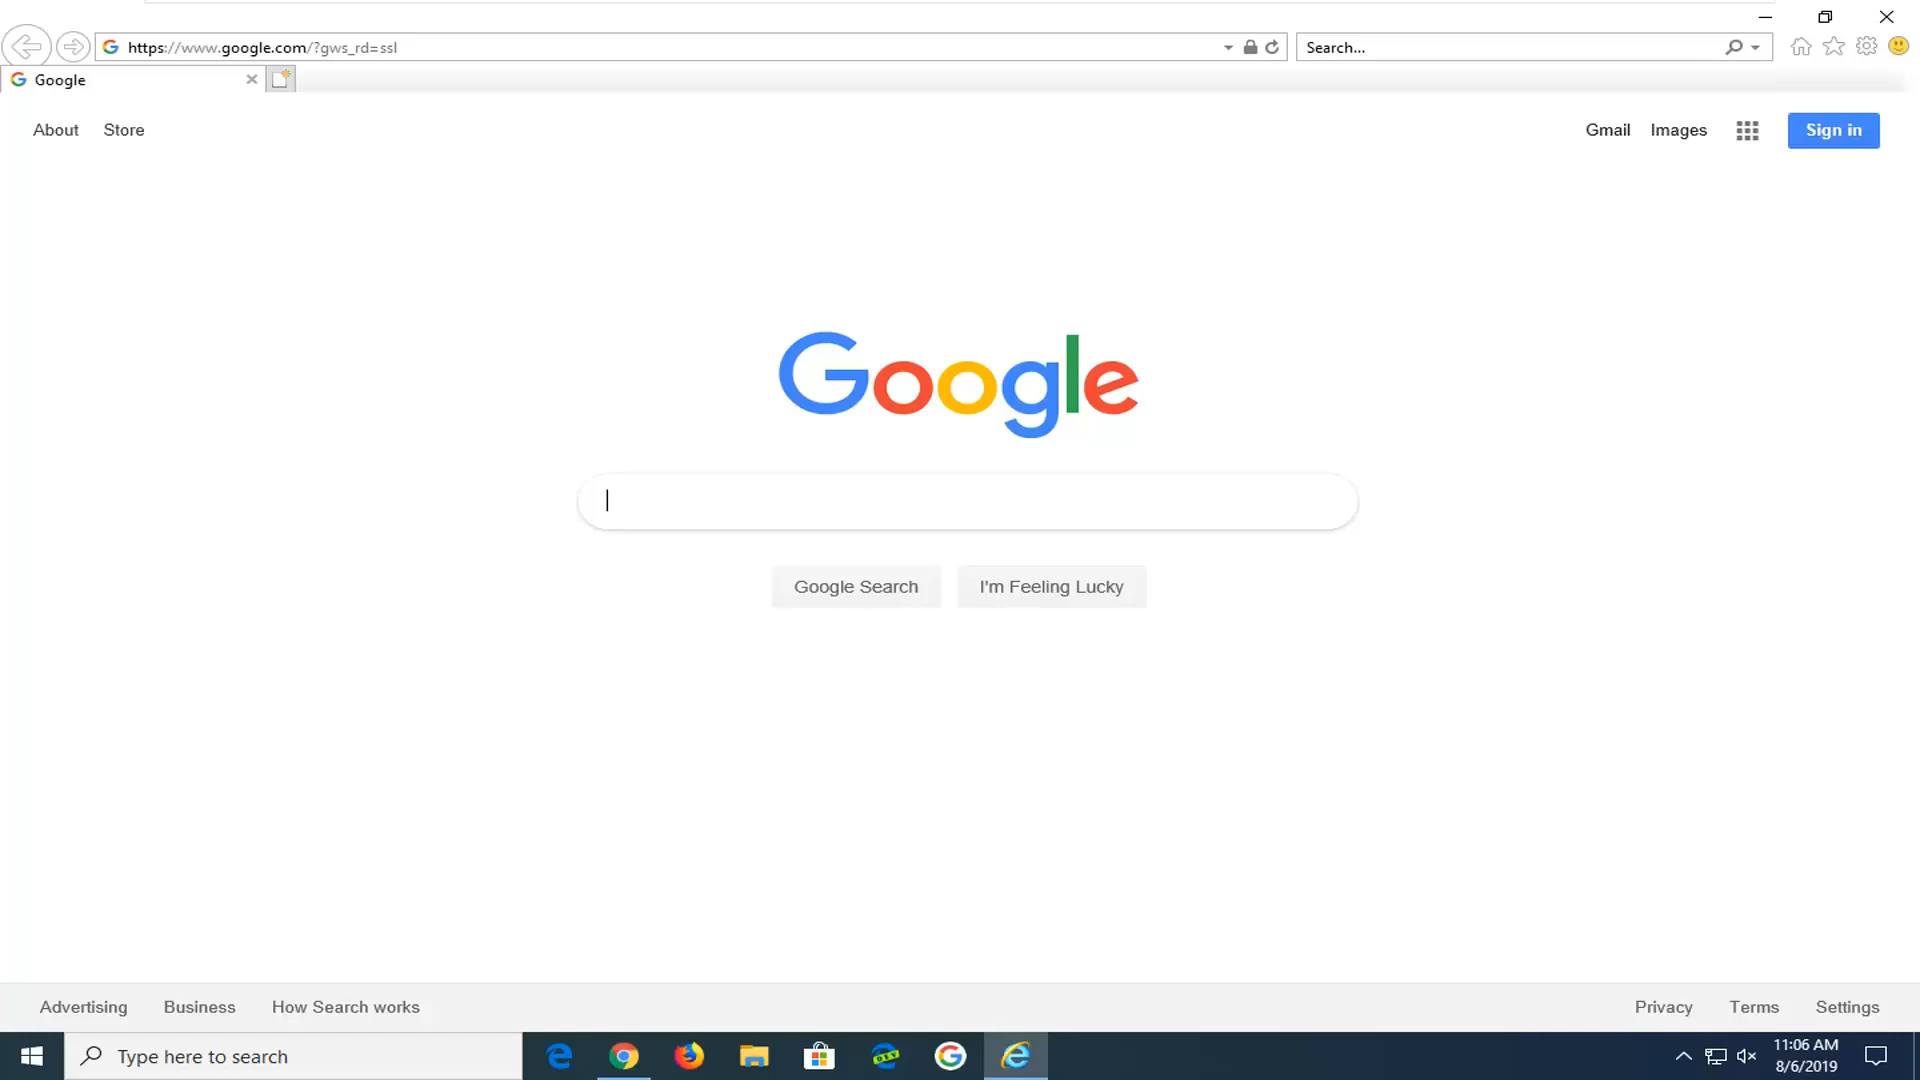 https://www.google.com/?gws_rd=ssl
Search...
Google
About
Store
Gmail
Images
Sign in
Google
Google Search
I'm Feeling Lucky
Advertising
Business
How Search works
Privacy
Terms
Settings
Type here to search
DEV
11:06 AM
8/6/2019